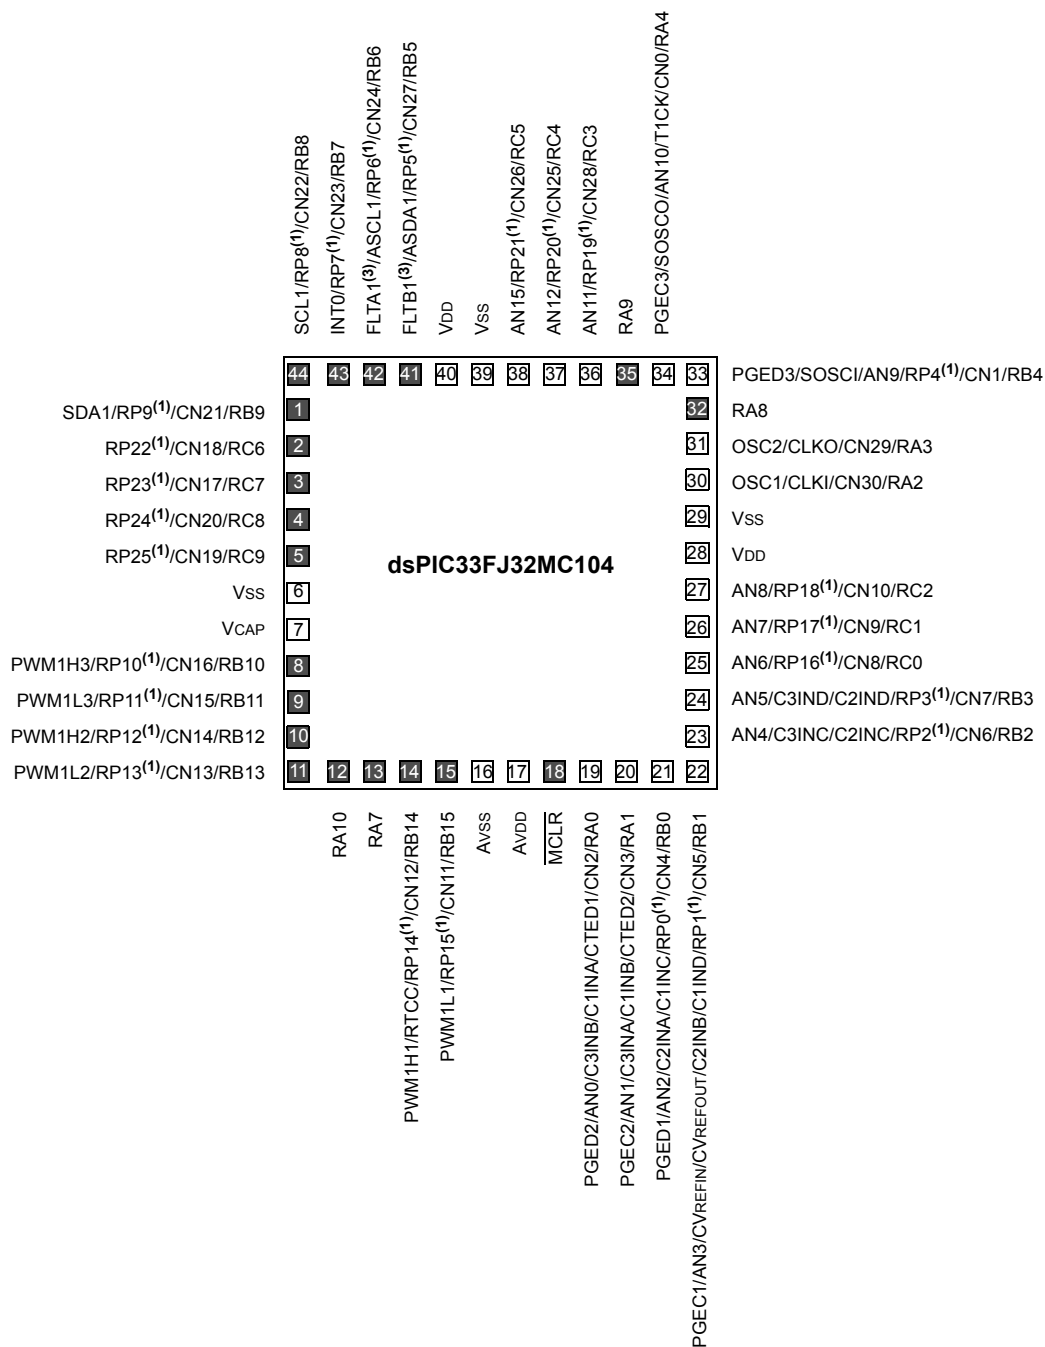 SCL1/RP8(1)/CN22/RB8
INT0/RP7(1)/CN23/RB7
FLTA1(3)/ASCL1/RP6(1)/CN24/RB6
FLTB1(3)/ASDA1/RP5(1)/CN27/RB5
VDD
VSS
AN15/RP21(1)/CN26/RC5
AN12/RP20(1)/CN25/RC4
AN11/RP19(1)/CN28/RC3
RA9
PGEC3/SOSCO/AN10/T1CK/CN0/RA4
44 43 42 41 40 39 38 37 36 35 34 33
PGED3/SOSCI/AN9/RP4(1)/CN1/RB4
SDA1/RP9(1)/CN21/RB9 1
32 RA8
RP22(1)/CN18/RC6 2
31 OSC2/CLKO/CN29/RA3
RP23(1)/CN17/RC7 3
30 OSC1/CLKI/CN30/RA2
RP24(1)/CN20/RC8 4
29 VSS
RP25(1)/CN19/RC9 5
dsPIC33FJ32MC104
28 VDD
VSS 6
27 AN8/RP18(1)/CN10/RC2
VCAP 7
26 AN7/RP17(1)/CN9/RC1
PWM1H3/RP10(1)/CN16/RB10 8
25 AN6/RP16(1)/CN8/RC0
PWM1L3/RP11(1)/CN15/RB11 9
24 AN5/C3IND/C2IND/RP3(1)/CN7/RB3
PWM1H2/RP12(1)/CN14/RB12 10
23 AN4/C3INC/C2INC/RP2(1)/CN6/RB2
PWM1L2/RP13(1)/CN13/RB13
11 12 13 14 15 16 17 18 19 20 21 22
RA10
RA7
PWM1H1/RTCC/RP14(1)/CN12/RB14
PWM1L1/RP15(1)/CN11/RB15
AVSS
AVDD
MCLR
PGED2/AN0/C3INB/C1INA/CTED1/CN2/RA0
PGEC2/AN1/C3INA/C1INB/CTED2/CN3/RA1
PGED1/AN2/C2INA/C1INC/RP0(1)/CN4/RB0
PGEC1/AN3/CVREFIN/CVREFOUT/C2INB/C1IND/RP1(1)/CN5/RB1